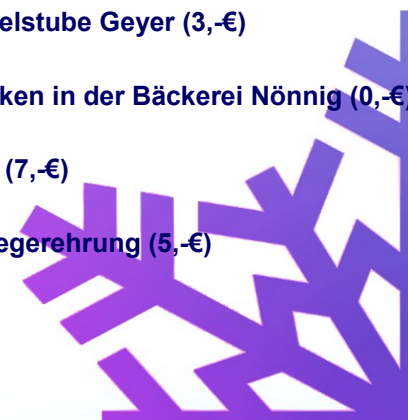 elstube Geyer (3,-€)
ken in der Bäckerei Nönnig (0,-€)
(7,-€)
egerehrung (5,-€)